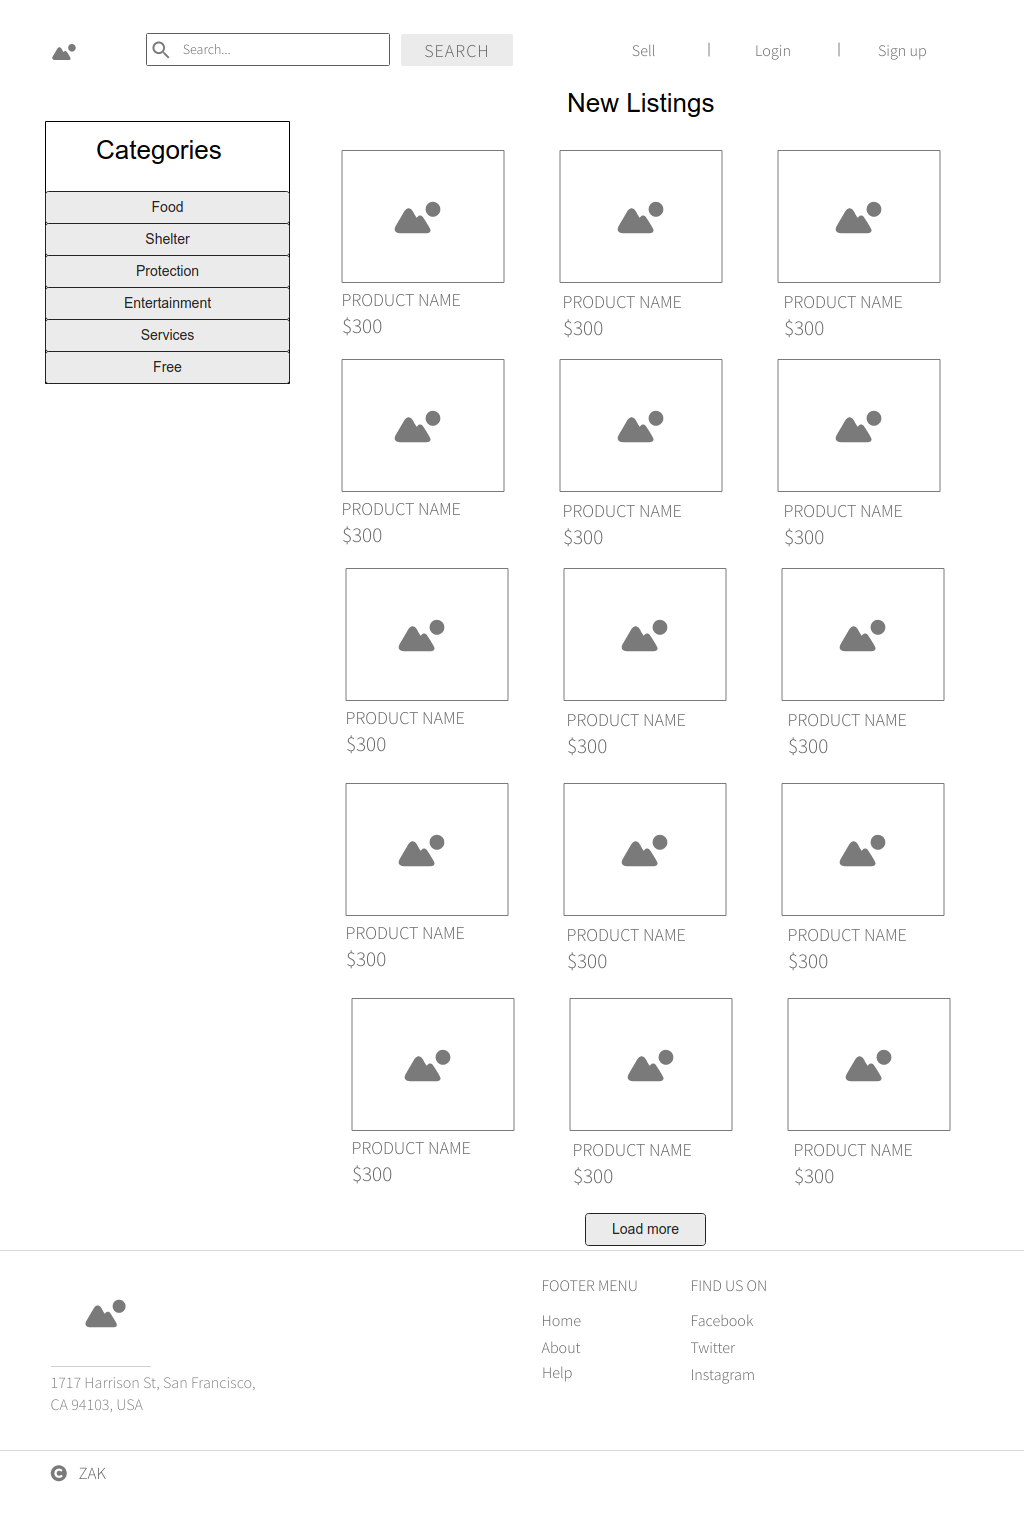 Search...
SEARCH
Sell | Login | Sign up
New Listings
Categories
Food
Shelter
Protection
Entertainment
Services
Free
PRODUCT NAME PRODUCT NAME PRODUCT NAME
$300 $300 $300
PRODUCT NAME PRODUCT NAME PRODUCT NAME
$300 $300 $300
PRODUCT NAME PRODUCT NAME PRODUCT NAME
$300 $300 $300
PRODUCT NAME PRODUCT NAME PRODUCT NAME
$300 $300 $300
PRODUCT NAME PRODUCT NAME PRODUCT NAME
$300 $300 $300
Load more
1717 Harrison St, San Francisco,
CA 94103, USA
FOOTER MENU
Home
About
Help
FIND US ON
Facebook
Twitter
Instagram
© ZAK